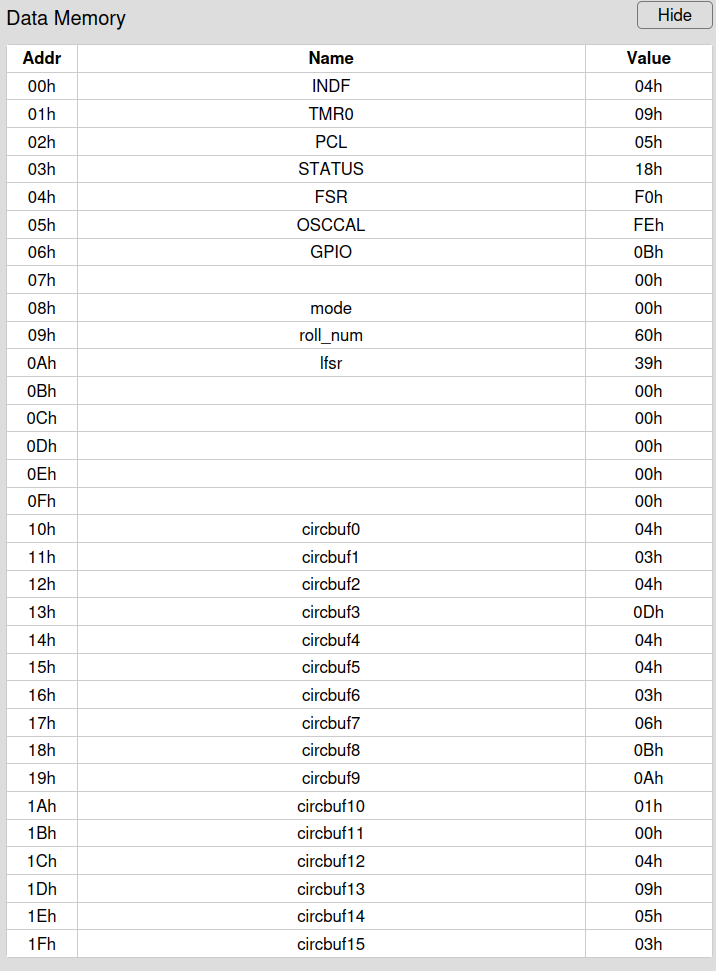 Data Memory Hide
Addr Name Value
00h INDF 04h
01h TMR0 09h
02h PCL 05h
03h STATUS 18h
04h FSR F0h
05h OSCCAL FEh
06h GPIO 0Bh
07h 00h
08h mode 00h
09h roll_num 60h
0Ah lfsr 39h
0Bh 00h
0Ch 00h
0Dh 00h
0Eh 00h
0Fh 00h
10h circbuf0 04h
11h circbuf1 03h
12h circbuf2 04h
13h circbuf3 0Dh
14h circbuf4 04h
15h circbuf5 04h
16h circbuf6 03h
17h circbuf7 06h
18h circbuf8 0Bh
19h circbuf9 0Ah
1Ah circbuf10 01h
1Bh circbuf11 00h
1Ch circbuf12 04h
1Dh circbuf13 09h
1Eh circbuf14 05h
1Fh circbuf15 03h